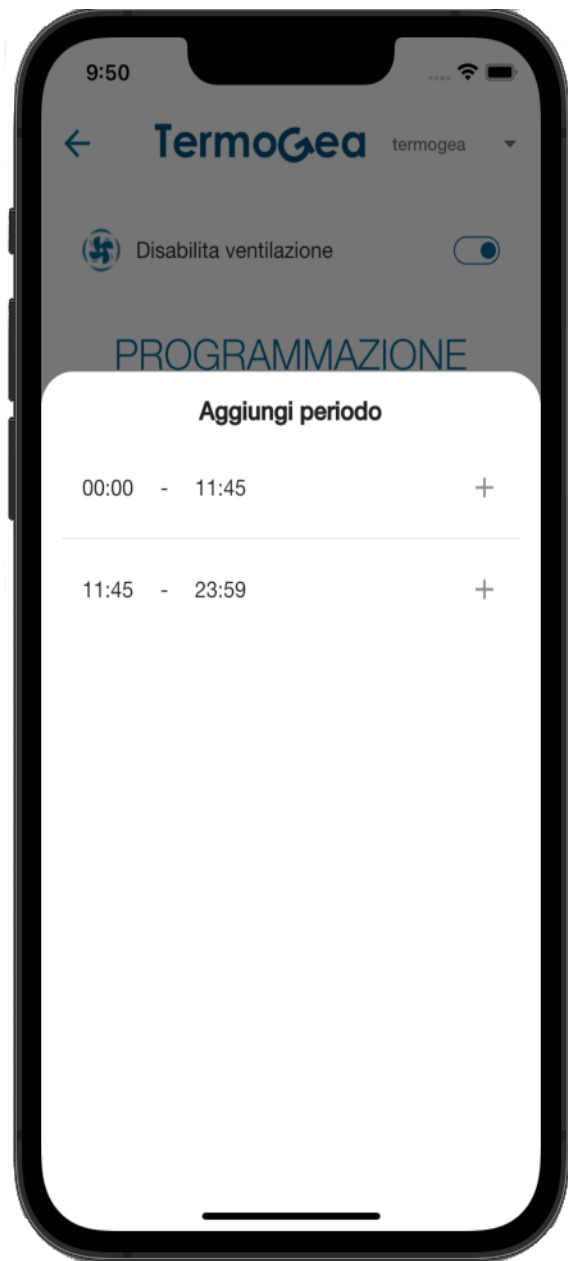 9:50
TermoGea termogea
Disabilita ventilazione
PROGRAMMAZIONE
Aggiungi periodo
00:00 - 11:45 +
11:45 - 23:59 +